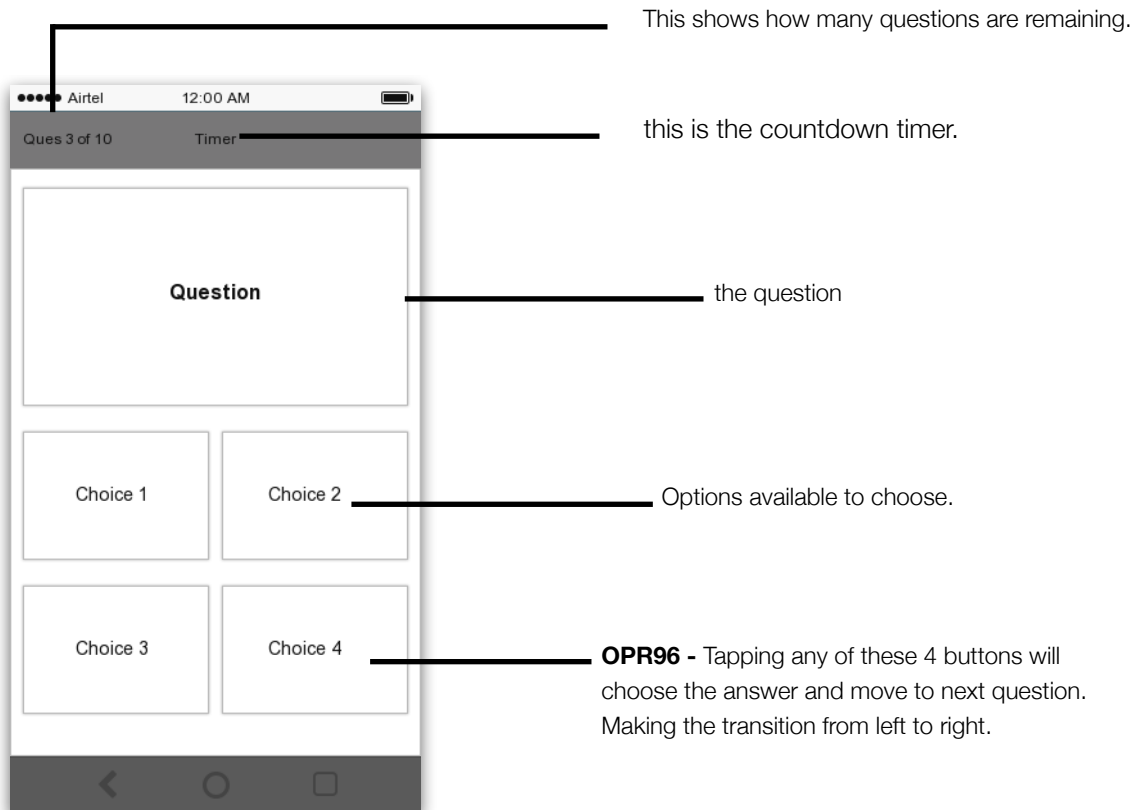 This shows how many questions are remaining.
Airtel 12:00 AM
Ques 3 of 10 Timer
this is the countdown timer.
Question
the question
Choice 1 Choice 2
Options available to choose.
Choice 3 Choice 4
OPR96 - Tapping any of these 4 buttons will
choose the answer and move to next question.
Making the transition from left to right.